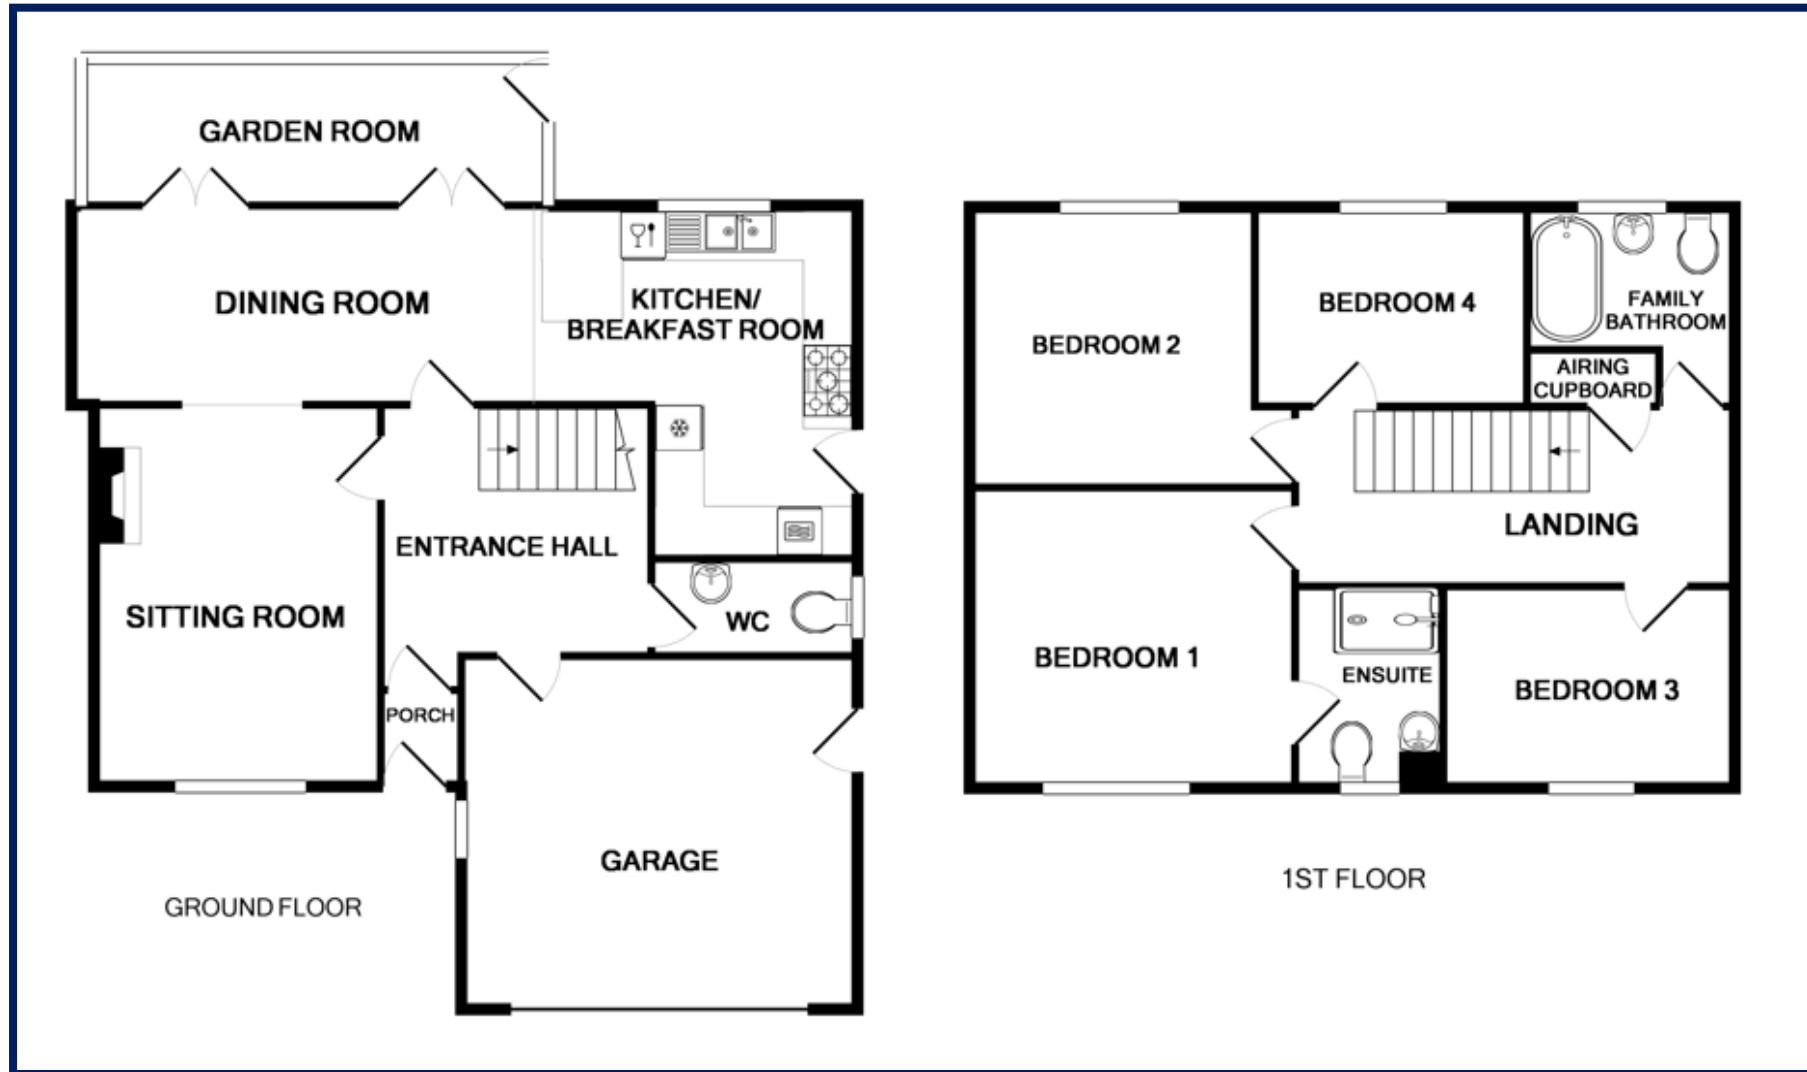 GARDEN ROOM
DINING ROOM
KITCHEN/
BREAKFAST ROOM
ENTRANCE HALL
SITTING ROOM
WC
PORCH
GARAGE
GROUND FLOOR
BEDROOM 2
BEDROOM 4
FAMILY
BATHROOM
AIRING
CUPBOARD
LANDING
BEDROOM 1
ENSUITE
BEDROOM 3
1ST FLOOR